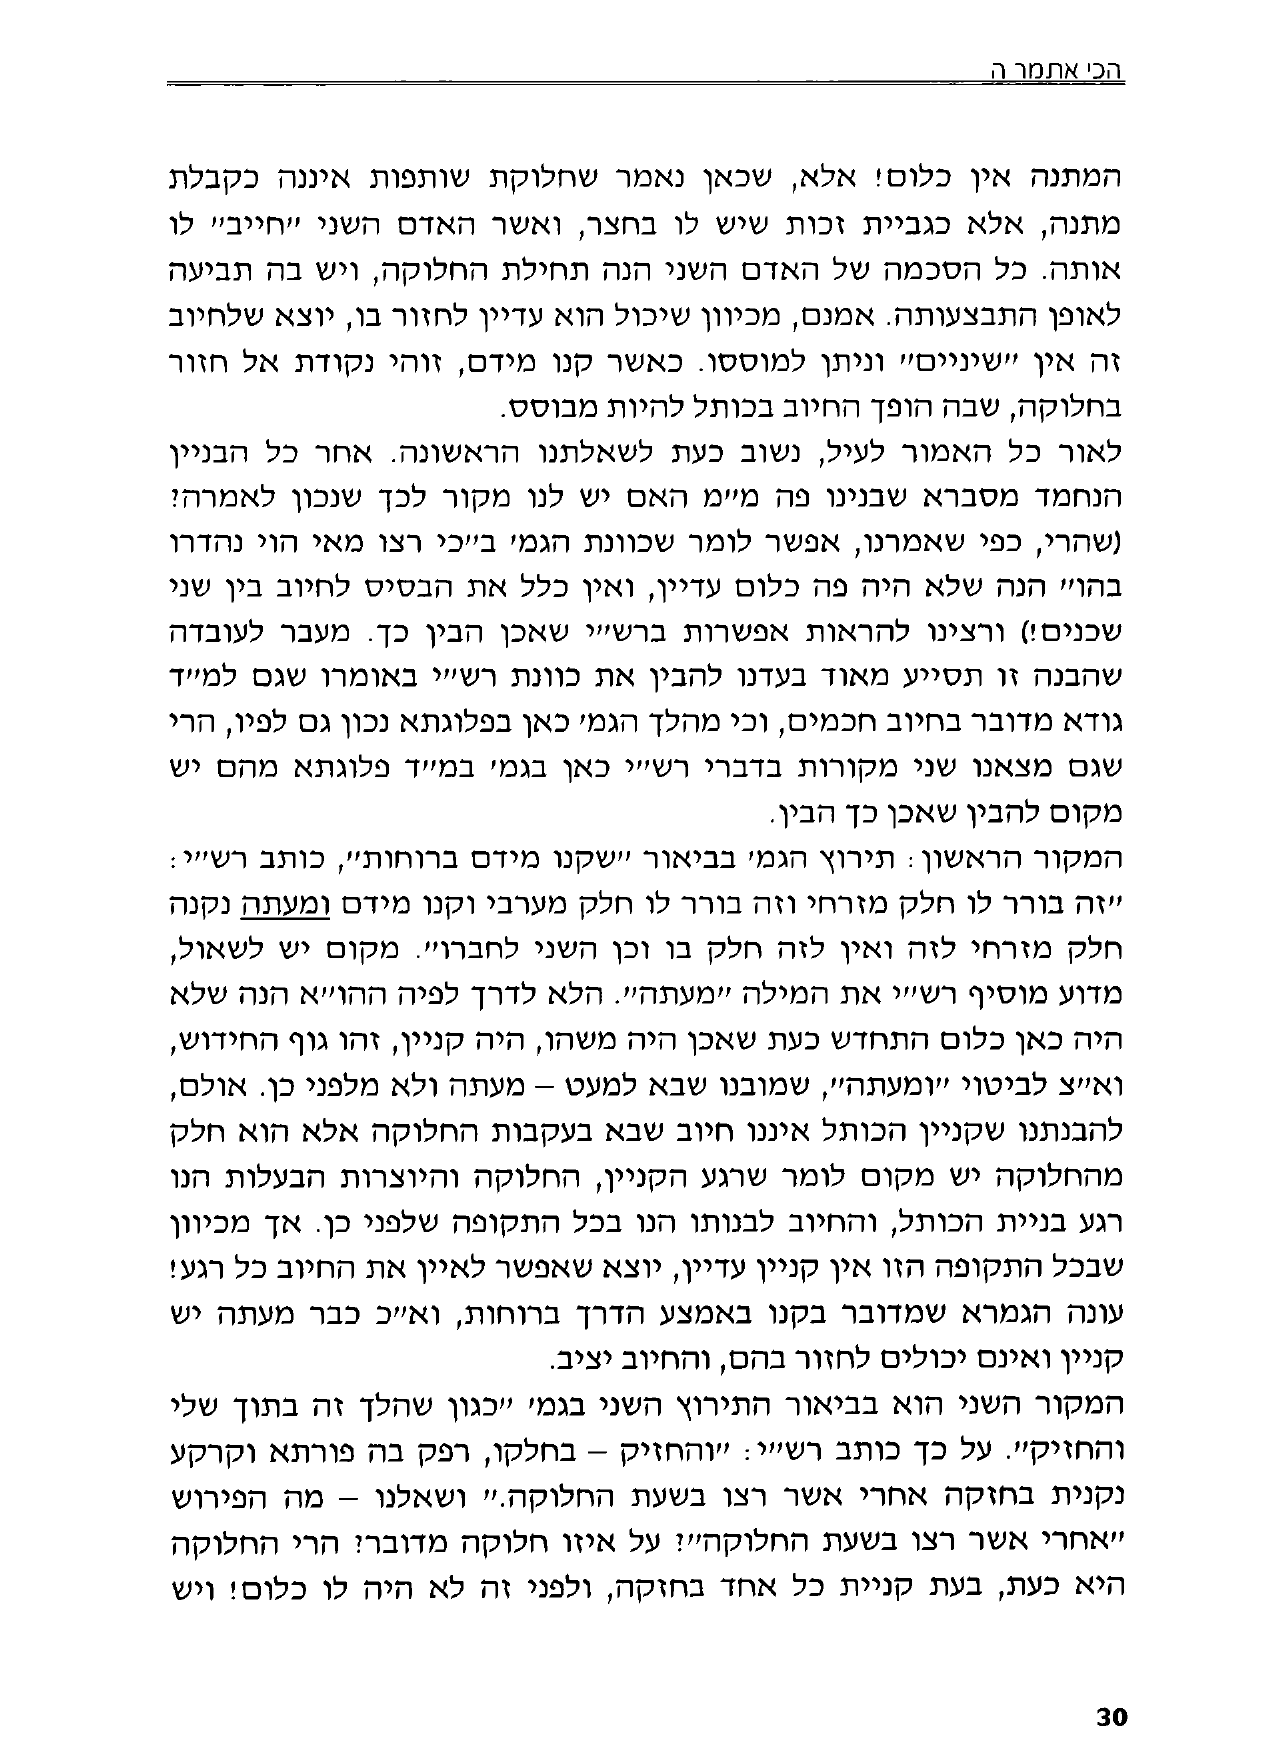 הכי אתמר ה
המתנה אין כלום! אלא, שכאן נאמר שחלוקת שותפות איננה כקבלת
מתנה, אלא כגביית זכות שיש לו בחצר, ואשר האדם השני "חייב" לו
אותה. כל הסכמה של האדם השני הנה תחילת החלוקה, ויש בה תביעה
לאופן התבצעותה. אמנם, מכיוון שיכול הוא עדיין לחזור בו, יוצא שלחיוב
זה אין "שיניים" וניתן למוססו. כאשר קנו מידם, זוהי נקודת אל חזור
בחלוקה, שבה הופך החיוב בכותל להיות מבוסס.
לאור כל האמור לעיל, נשוב כעת לשאלתנו הראשונה. אחר כל הבניין
הנחמד מסברא שבנינו פה מ"מ האם יש לנו מקור לכך שנכון לאמרה?
(שהרי, כפי שאמרנו, אפשר לומר שכוונת הגמ' ב"כי רצו מאי הוי נהדרו
בהו" הנה שלא היה פה כלום עדיין, ואין כלל את הבסיס לחיוב בין שני
שכנים!) ורצינו להראות אפשרות ברש"י שאכן הבין כך. מעבר לעובדה
שהבנה זו תסייע מאוד בעדנו להבין את כוונת רש"י באומרו שגם למ"ד
גודא מדובר בחיוב חכמים, וכי מהלך הגמ' כאן בפלוגתא נכון גם לפיו, הרי
שגם מצאנו שני מקורות בדברי רש"י כאן בגמ' במ"ד פלוגתא מהם יש
מקום להבין שאכן כך הבין.
המקור הראשון: תירוץ הגמ' בביאור "שקנו מידם ברוחות", כותב רש"י:
"זה בורר לו חלק מזרחי וזה בורר לו חלק מערבי וקנו מידם ומעתה נקנה
חלק מזרחי לזה ואין לזה חלק בו וכן השני לחברו". מקום יש לשאול,
מדוע מוסיף רש"י את המילה "מעתה". הלא לדרך לפיה ההו"א הנה שלא
היה כאן כלום התחדש כעת שאכן היה משהו, היה קניין, זהו גוף החידוש,
וא"צ לביטוי "ומעתה", שמובנו שבא למעט – מעתה ולא מלפני כן. אולם,
להבנתנו שקניין הכותל איננו חיוב שבא בעקבות החלוקה אלא הוא חלק
מהחלוקה יש מקום לומר שרגע הקניין, החלוקה והיווצרות הבעלות הנו
רגע בניית הכותל, והחיוב לבנותו הנו בכל התקופה שלפני כן. אך מכיוון
שבכל התקופה הזו אין קניין עדיין, יוצא שאפשר לאיין את החיוב כל רגע!
עונה הגמרא שמדובר בקנו באמצע הדרך ברוחות, וא"כ כבר מעתה יש
קניין ואינם יכולים לחזור בהם, והחיוב יציב.
המקור השני הוא בביאור התירוץ השני בגמ' "כגון שהלך זה בתוך שלי
והחזיק". על כך כותב רש"י: "והחזיק – בחלקו, רפק בה פורתא וקרקע
נקנית בחזקה אחרי אשר רצו בשעת החלוקה." ושאלנו – מה הפירוש
"אחרי אשר רצו בשעת החלוקה"? על איזו חלוקה מדובר? הרי החלוקה
היא כעת, בעת קניית כל אחד בחזקה, ולפני זה לא היה לו כלום! ויש
30